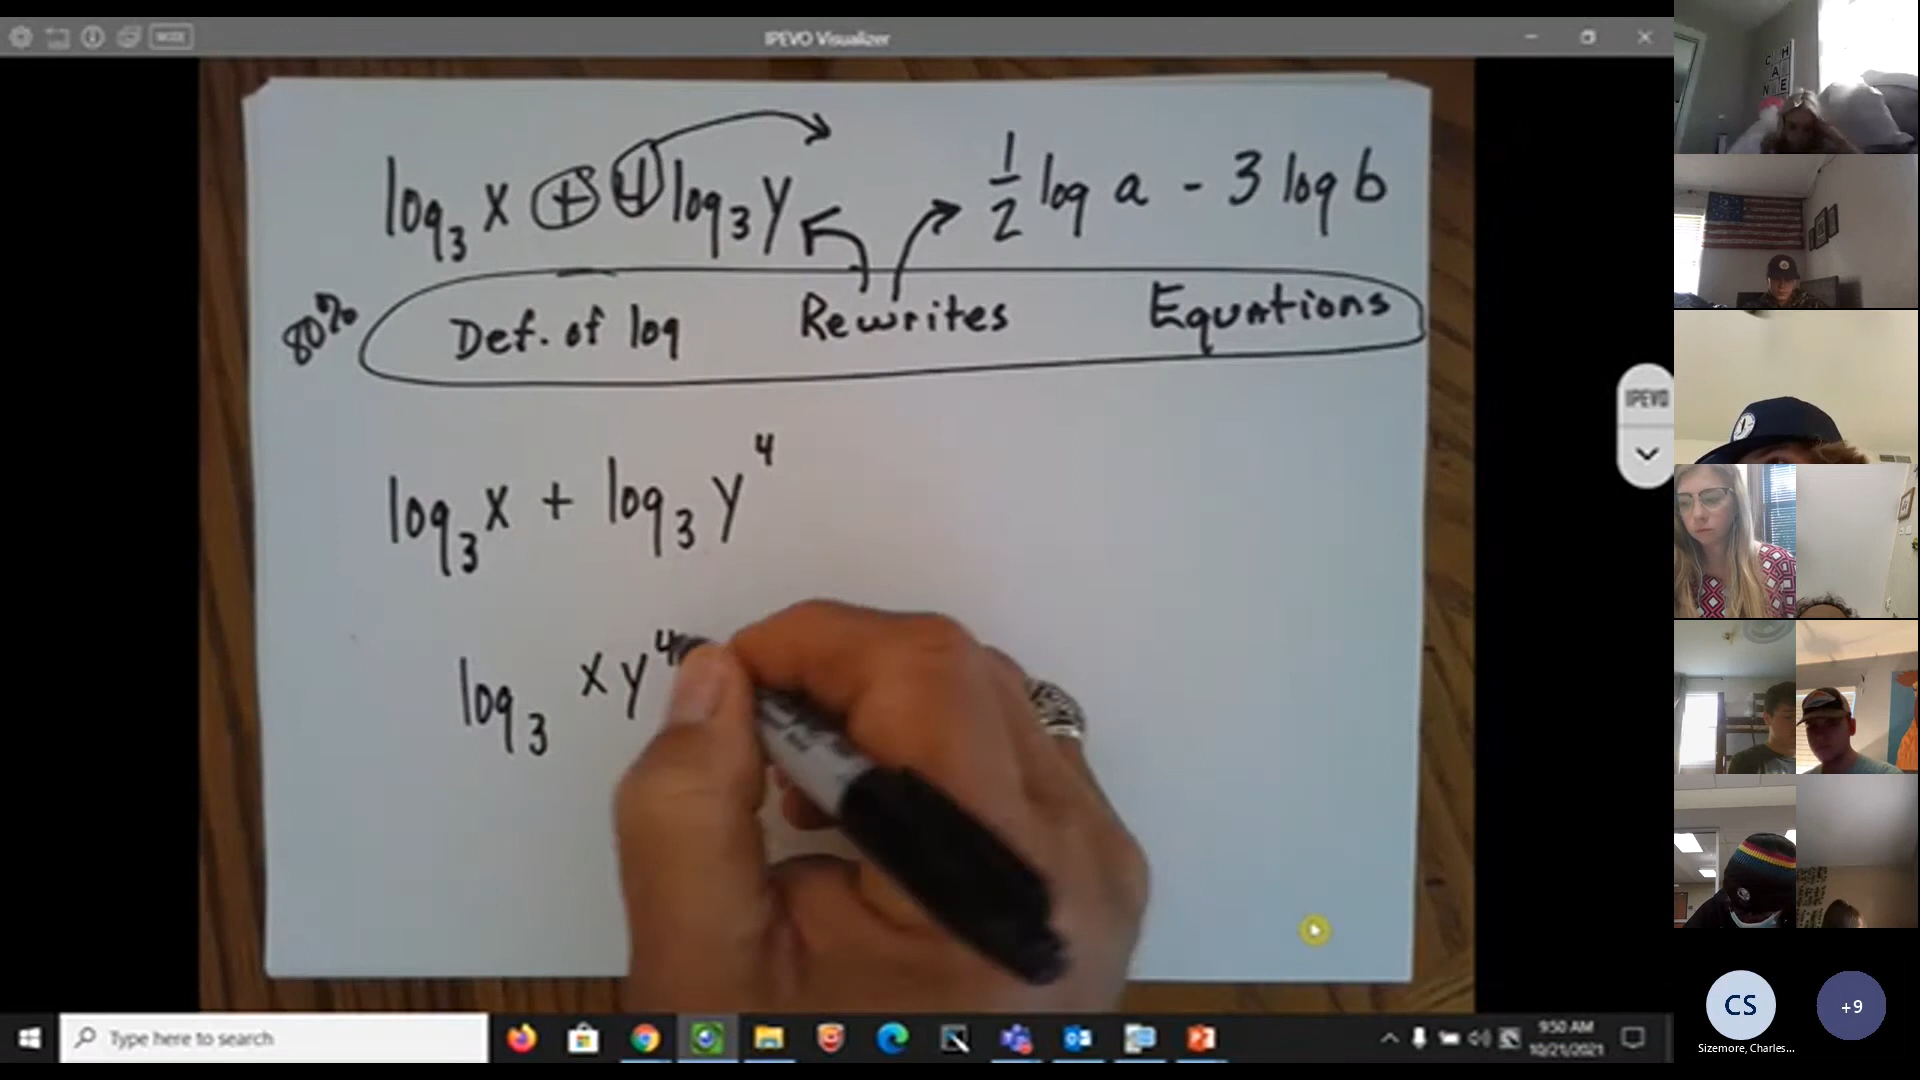 IPEVO Visualizer
log₃ x + 4 log₃ y
1/2 log a - 3 log b
80%
Def. of log Rewrites Equations
log₃ x + log₃ y⁴
log₃ xy⁴
IPEVO
C H
A
N E
Type here to search
9:50 AM
10/21/2021
CS
+9
Sizemore, Charles...